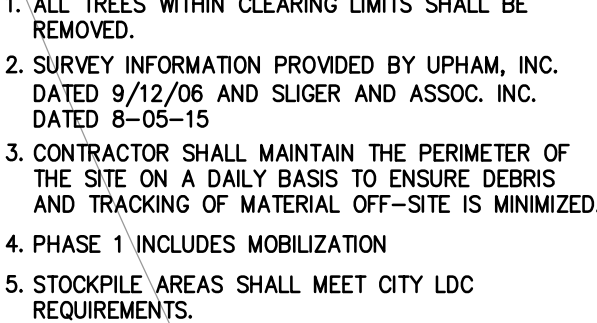 1. ALL TREES WITHIN CLEARING LIMITS SHALL BE
REMOVED.
2. SURVEY INFORMATION PROVIDED BY UPHAM, INC.
DATED 9/12/06 AND SLIGER AND ASSOC. INC.
DATED 8-05-15
3. CONTRACTOR SHALL MAINTAIN THE PERIMETER OF
THE SITE ON A DAILY BASIS TO ENSURE DEBRIS
AND TRACKING OF MATERIAL OFF-SITE IS MINIMIZED.
4. PHASE 1 INCLUDES MOBILIZATION
5. STOCKPILE AREAS SHALL MEET CITY LDC
REQUIREMENTS.